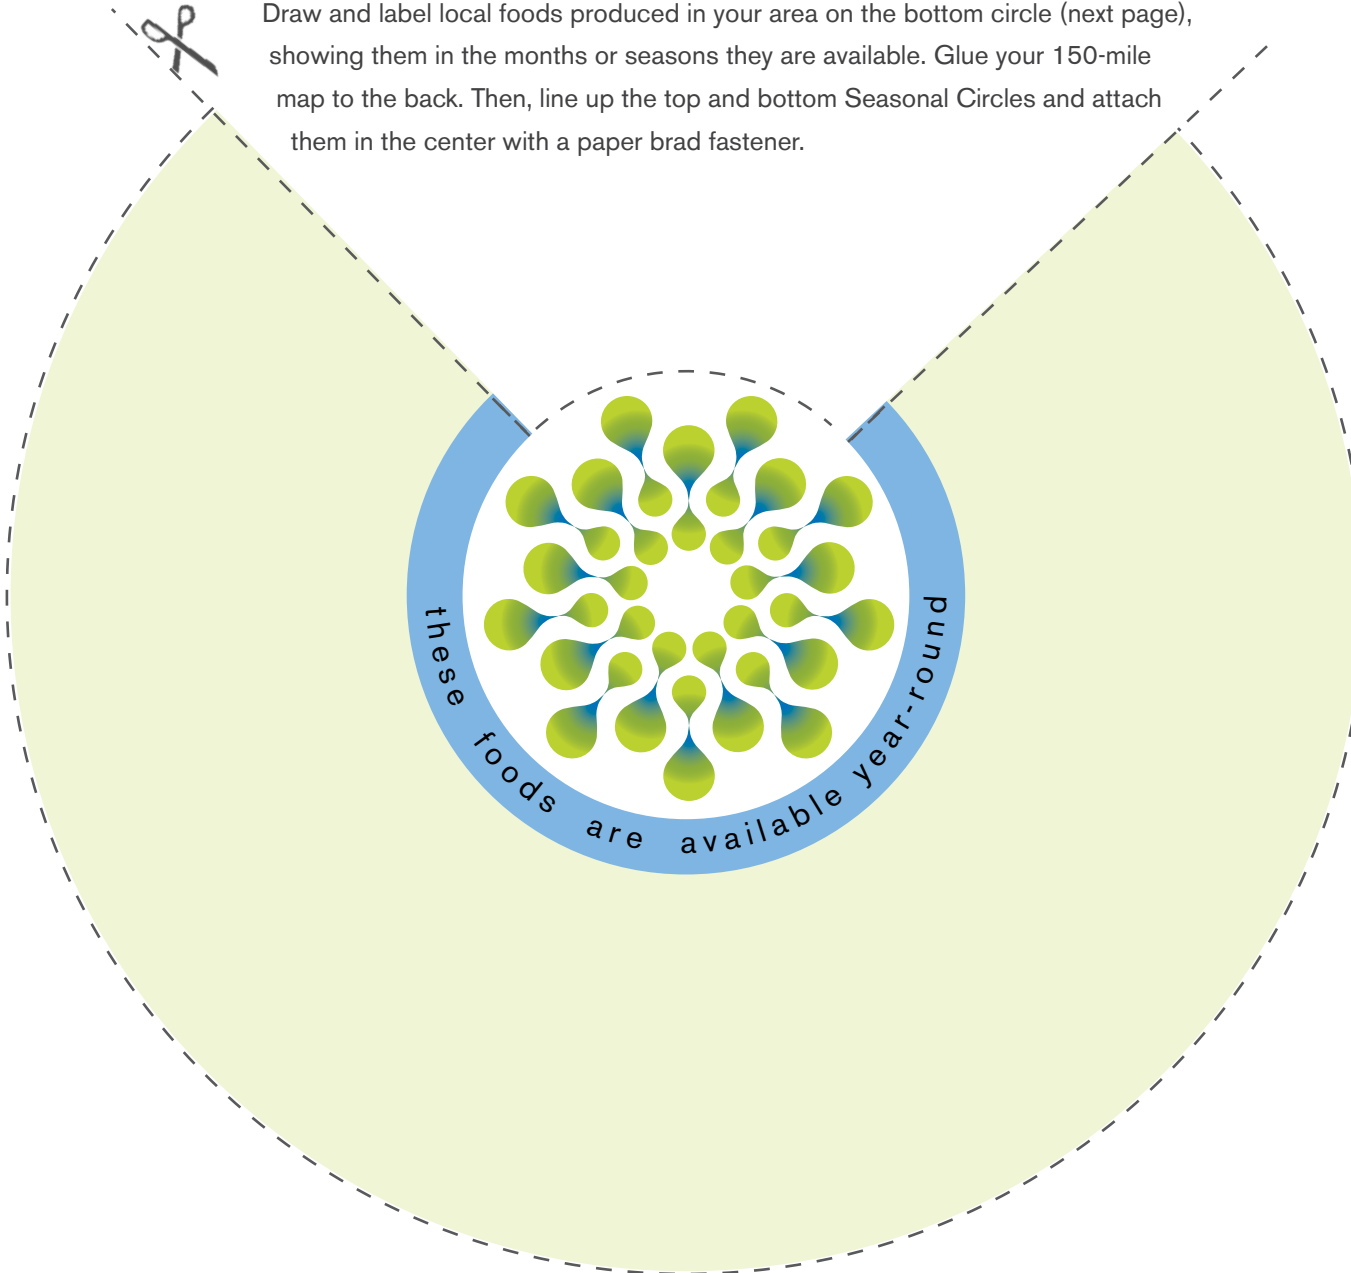 Draw and label local foods produced in your area on the bottom circle (next page),
showing them in the months or seasons they are available. Glue your 150-mile
map to the back. Then, line up the top and bottom Seasonal Circles and attach
them in the center with a paper brad fastener.
these foods are available year-round